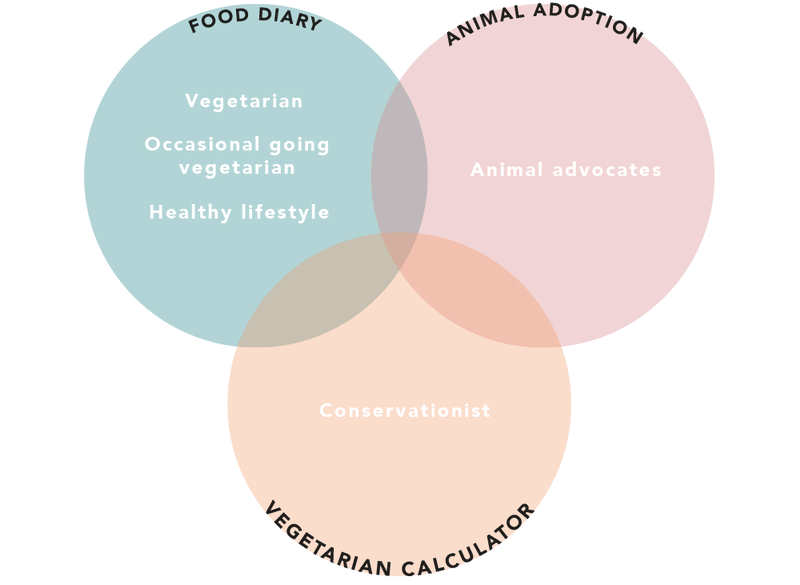 FOOD DIARY
ANIMAL ADOPTION
Vegetarian
Occasional going
vegetarian
Healthy lifestyle
Animal advocates
Conservationist
VEGETARIAN CALCULATOR